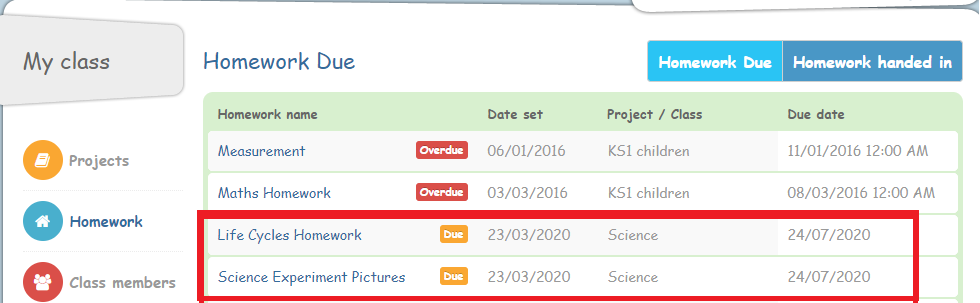 My class
Projects
Homework
Class members
Homework Due
Homework Due Homework handed in
Homework name Date set Project / Class Due date
Measurement Overdue 06/01/2016 KS1 children 11/01/2016 12:00 AM
Maths Homework Overdue 03/03/2016 KS1 children 08/03/2016 12:00 AM
Life Cycles Homework Due 23/03/2020 Science 24/07/2020
Science Experiment Pictures Due 23/03/2020 Science 24/07/2020